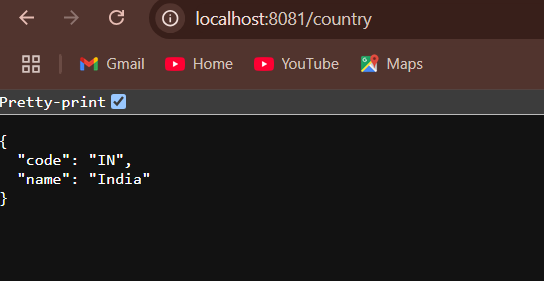 localhost:8081/country
Gmail Home YouTube Maps
Pretty-print
{
"code": "IN",
"name": "India"
}